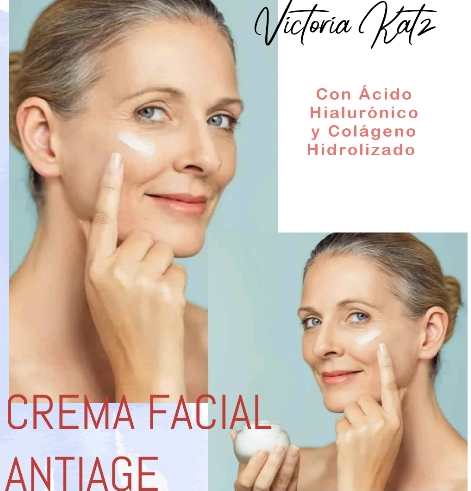 Victoria Katz
Con Ácido
Hialurónico
y Colágeno
Hidrolizado
CREMA FACIAL
ANTIAGE